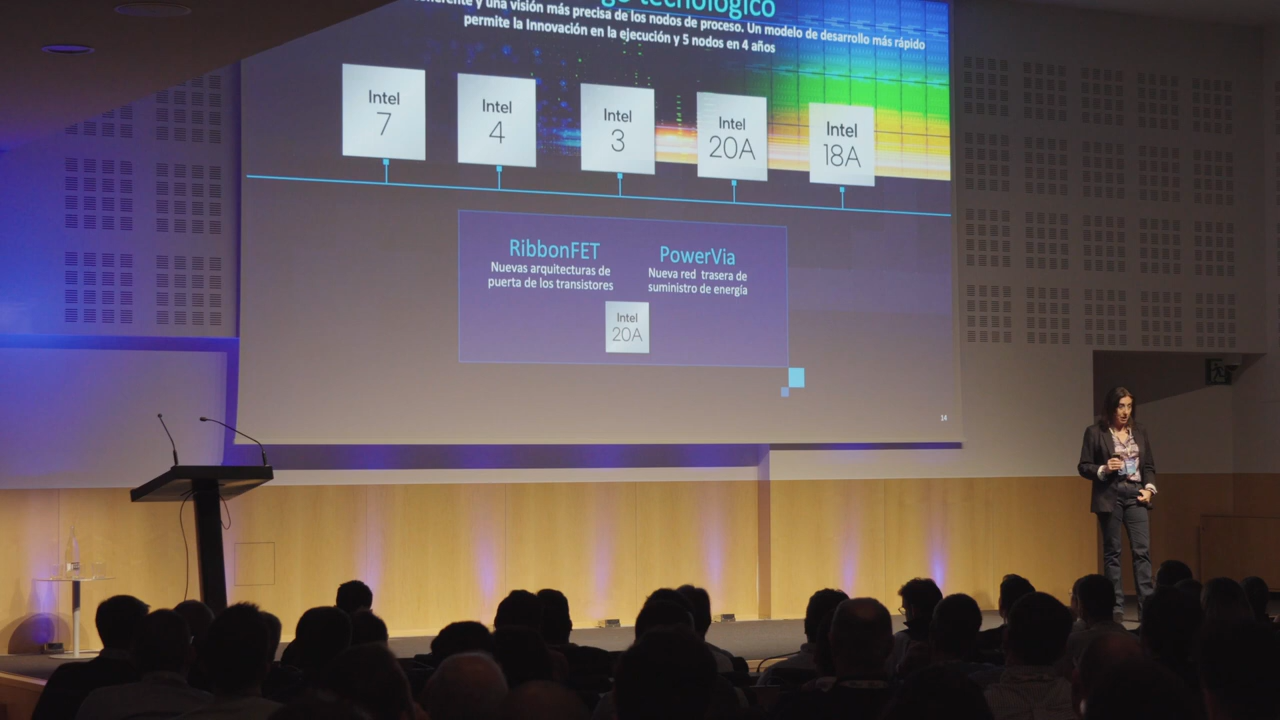 tecnológico
y una visión más precisa de los nodos de proceso. Un modelo de desarrollo más rápido
permite la Innovación en la ejecución y 5 nodos en 4 años
Intel
7
Intel
4
Intel
3
Intel
20A
Intel
18A
RibbonFET
Nuevas arquitecturas de
puerta de los transistores
PowerVia
Nueva red trasera de
suministro de energía
Intel
20A
14